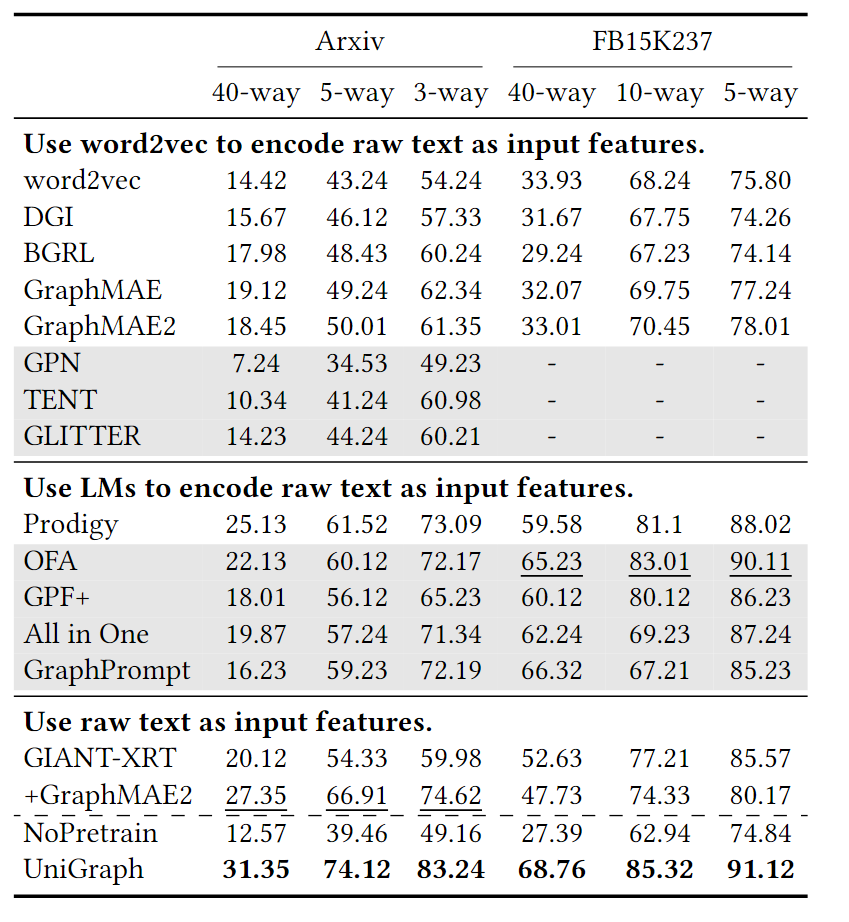 Arxiv FB15K237
40-way 5-way 3-way 40-way 10-way 5-way
Use word2vec to encode raw text as input features.
word2vec 14.42 43.24 54.24 33.93 68.24 75.80
DGI 15.67 46.12 57.33 31.67 67.75 74.26
BGRL 17.98 48.43 60.24 29.24 67.23 74.14
GraphMAE 19.12 49.24 62.34 32.07 69.75 77.24
GraphMAE2 18.45 50.01 61.35 33.01 70.45 78.01
GPN 7.24 34.53 49.23 - - -
TENT 10.34 41.24 60.98 - - -
GLITTER 14.23 44.24 60.21 - - -
Use LMs to encode raw text as input features.
Prodigy 25.13 61.52 73.09 59.58 81.1 88.02
OFA 22.13 60.12 72.17 65.23 83.01 90.11
GPF+ 18.01 56.12 65.23 60.12 80.12 86.23
All in One 19.87 57.24 71.34 62.24 69.23 87.24
GraphPrompt 16.23 59.23 72.19 66.32 67.21 85.23
Use raw text as input features.
GIANT-XRT 20.12 54.33 59.98 52.63 77.21 85.57
+GraphMAE2 27.35 66.91 74.62 47.73 74.33 80.17
NoPretrain 12.57 39.46 49.16 27.39 62.94 74.84
UniGraph 31.35 74.12 83.24 68.76 85.32 91.12